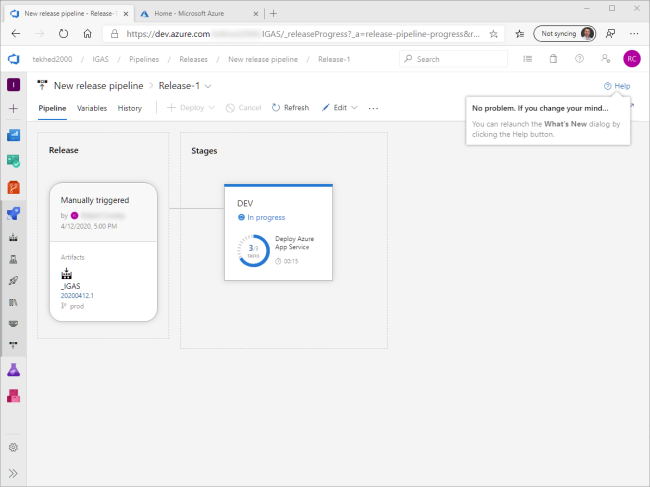 New release pipeline - Release-1
Home - Microsoft Azure
https://dev.azure.com
IGAS/_releaseProgress?_a=release-pipeline-progress&r...
Not syncing
tekhed2000 / IGAS / Pipelines / Releases / New release pipeline / Release-1
Search
RC
I
New release pipeline > Release-1
Help
Pipeline
Variables
History
+ Deploy
Cancel
Refresh
Edit
...
No problem. If you change your mind...
You can relaunch the What's New dialog by
clicking the Help button.
Release
Stages
Manually triggered
by
4/12/2020, 5:00 PM
Artifacts
_IGAS
20200412.1
prod
DEV
In progress
3
tasks
Deploy Azure
App Service
00:15